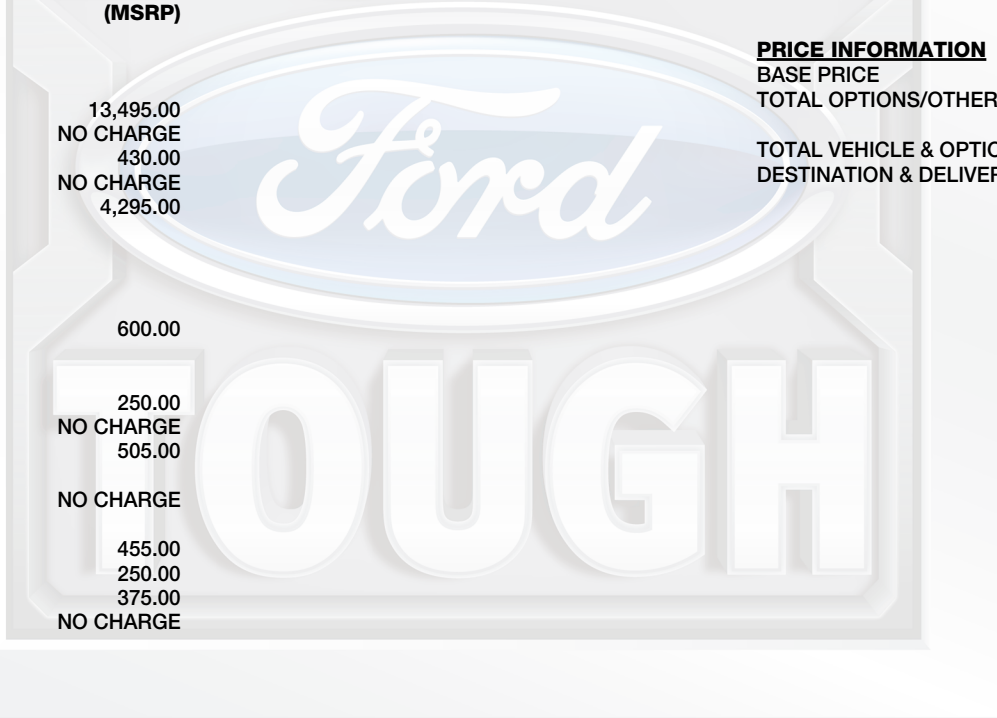 (MSRP)
13,495.00
NO CHARGE
430.00
NO CHARGE
4,295.00
600.00
250.00
NO CHARGE
505.00
NO CHARGE
455.00
250.00
375.00
NO CHARGE
PRICE INFORMATION
BASE PRICE
TOTAL OPTIONS/OTHER
TOTAL VEHICLE & OPTIO
DESTINATION & DELIVER
Ford
TOUGH